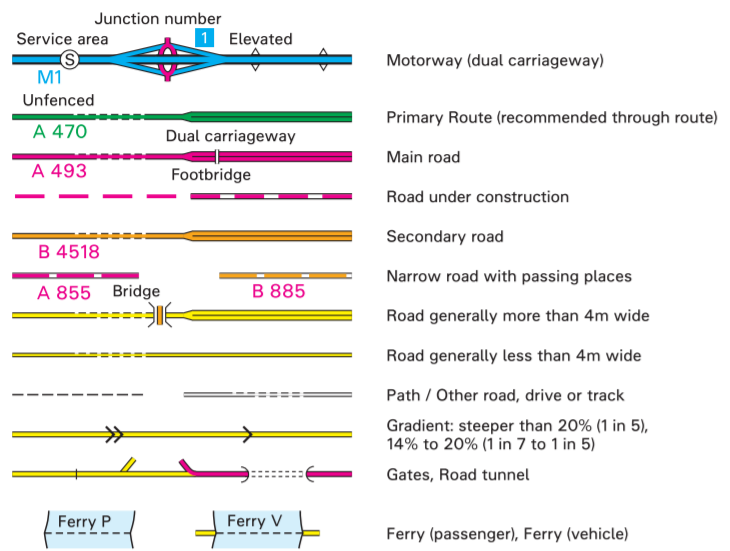 Junction number
Service area
1
Elevated
S
M1
Motorway (dual carriageway)
Unfenced
A 470
Primary Route (recommended through route)
Dual carriageway
A 493
Footbridge
Main road
Road under construction
B 4518
Secondary road
A 855
B 885
Narrow road with passing places
Bridge
Road generally more than 4m wide
Road generally less than 4m wide
Path / Other road, drive or track
Gradient: steeper than 20% (1 in 5),
14% to 20% (1 in 7 to 1 in 5)
Gates, Road tunnel
Ferry P
Ferry V
Ferry (passenger), Ferry (vehicle)